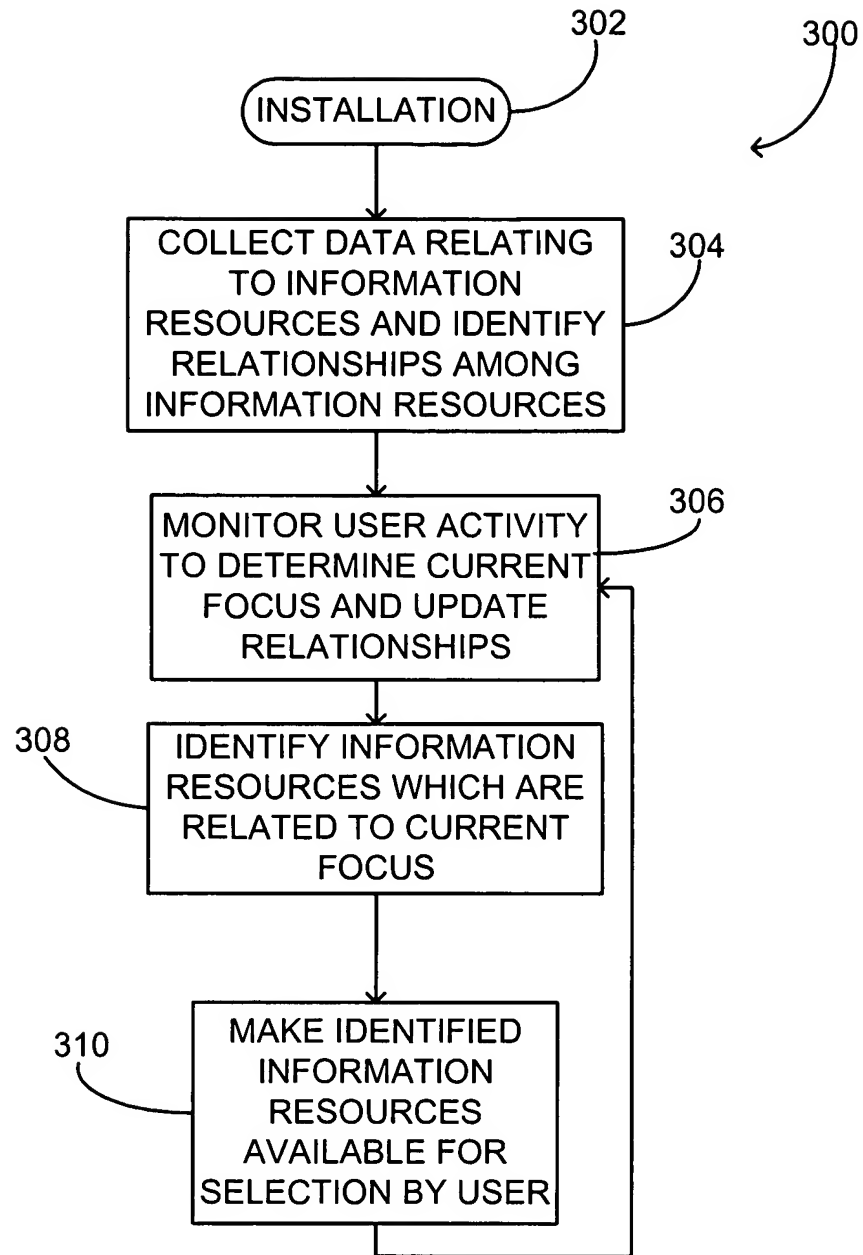 302
300
INSTALLATION
COLLECT DATA RELATING
TO INFORMATION
RESOURCES AND IDENTIFY
RELATIONSHIPS AMONG
INFORMATION RESOURCES
304
MONITOR USER ACTIVITY
TO DETERMINE CURRENT
FOCUS AND UPDATE
RELATIONSHIPS
306
308
IDENTIFY INFORMATION
RESOURCES WHICH ARE
RELATED TO CURRENT
FOCUS
310
MAKE IDENTIFIED
INFORMATION
RESOURCES
AVAILABLE FOR
SELECTION BY USER